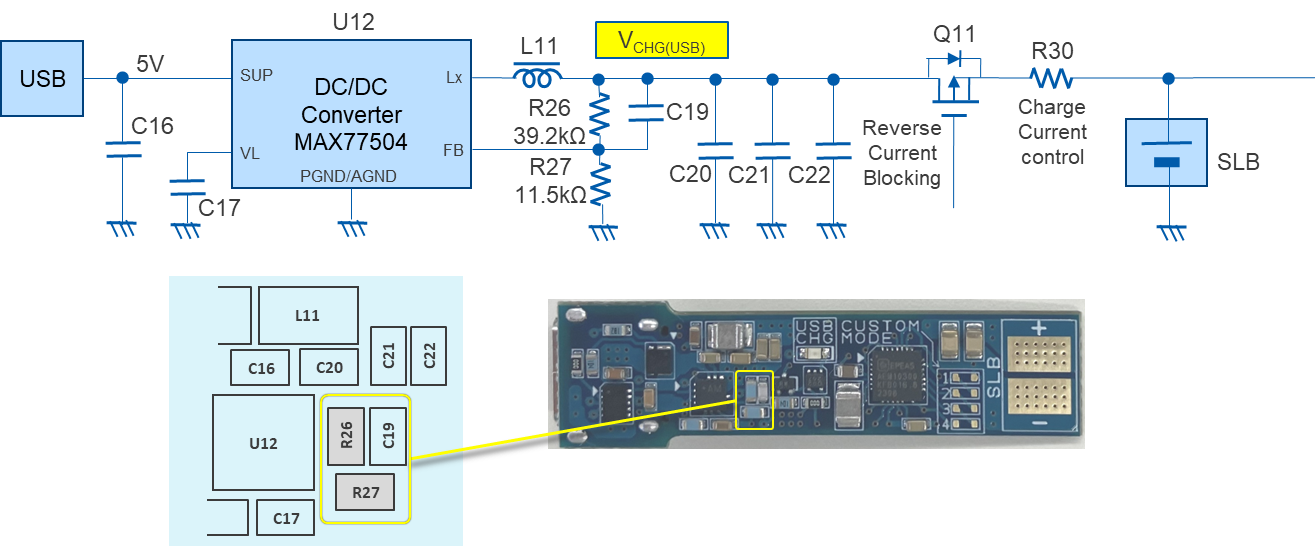 U12
USB
5V
SUP
Lx
DC/DC
Converter
MAX77504
VL
FB
PGND/AGND
C16
C17
L11
VCHG(USB)
R26
39.2kΩ
C19
R27
11.5kΩ
C20
C21
C22
Q11
Reverse
Current
Blocking
R30
Charge
Current
control
SLB
L11
C16
C20
C21
C22
U12
R26
C19
R27
C17
USB CUSTOM
CHG MODE
1
2
3
4
SLB
+
−